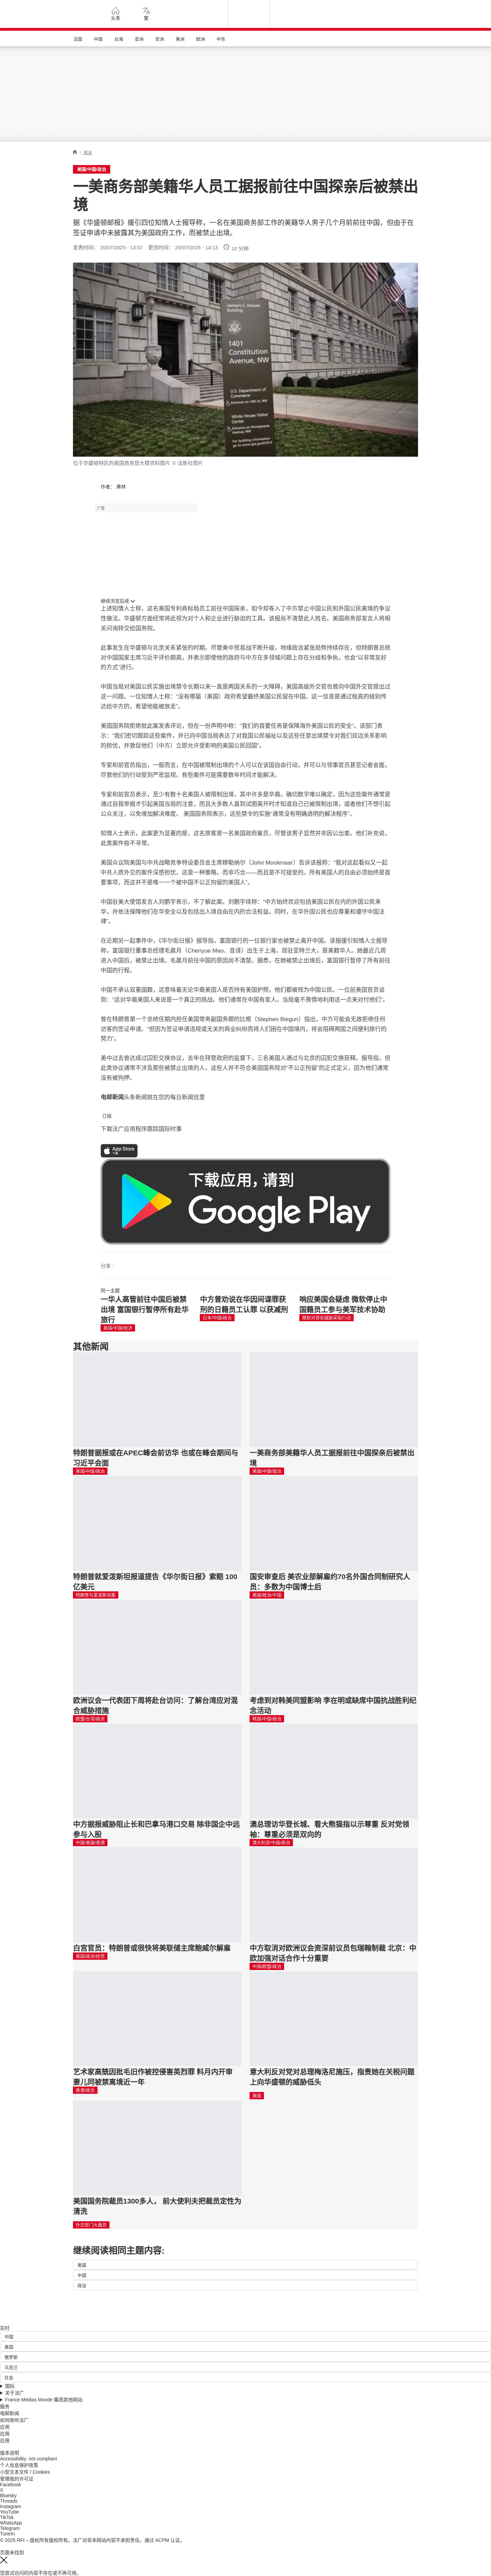 头条
繁
法国
中国
台海
亚洲
非洲
美洲
欧洲
中东
/ 政治
美国/中国/政治
一美商务部美籍华人员工据报前往中国探亲后被禁出
境
据《华盛顿邮报》援引四位知情人士报导称，一名在美国商务部工作的美籍华人男子几个月前前往中国，但由于在
签证申请中未披露其为美国政府工作，而被禁止出境。
发表时间： 20/07/2025 - 13:57 更改时间： 20/07/2025 - 14:13 10 分钟
Herbert C. Hoover
Building
1401
Constitution
Avenue, NW
U.S. Department of
Commerce
White House Visitor
Center
位于华盛顿特区的美国商务部大楼资料图片 © 法新社图片
作者： 弗林
广告
继续浏览后续
上述知情人士称，这名美国专利商标局员工前往中国探亲，如今却卷入了中方禁止中国公民和外国公民离境的争议
性做法。华盛顿方面经常将此视为对个人和企业进行胁迫的工具。该报尚不清楚此人姓名。美国商务部发言人将相
关问询转交给国务院。
此事发生在华盛顿与北京关系紧张的时期。尽管美中贸易战不断升级，地缘政治紧张局势持续存在，但特朗普总统
对中国国家主席习近平评价颇高，并表示即使他的政府与中方在多领域问题上存在分歧和争执，也会"以非常友好
的方式"进行。
中国当局对美国公民实施出境禁令长期以来一直是两国关系的一大障碍，美国高级外交官也曾向中国外交官提出过
这一问题。一位知情人士称："没有哪届（美国）政府希望最终美国公民留在中国。这一信息是通过极高的级别传
达给中方的，希望他能被放走"。
美国国务院拒绝就此案发表评论，但在一份声明中称："我们的首要任务是保障海外美国公民的安全"。该部门表
示："我们密切跟踪这些案件，并已向中国当局表达了对我国公民福祉以及这些任意出境禁令对我们双边关系影响
的担忧，并敦促他们（中方）立即允许受影响的美国公民回国"。
专家和前官员指出，一般而言，在中国被限制出境的个人可以在该国自由行动，并可以与领事官员甚至记者会面，
尽管他们的行动受到严密监视。有些案件可能需要数年时间才能解决。
专家和前官员表示，至少有数十名美国人被限制出境，其中许多是华裔。确切数字难以确定，因为这些案件通常是
通过自我举报才引起美国当局的注意，而且大多数人直到试图离开时才知道自己已被限制出境，或者他们不想引起
公众关注，以免增加解决难度。 美国国务院表示，这些禁令的实施"通常没有明确透明的解决程序"。
知情人士表示，此案更为显著的是，这名旅客是一名美国政府雇员，尽管该男子显然并非因公出差。他们补充说，
此类案件极不寻常。
美国众议院美国与中共战略竞争特设委员会主席穆勒纳尔（John Moolenaar）告诉该报称："我对这起看似又一起
中共人质外交的案件深感担忧，这是一种策略，而非巧合——而且是不可接受的。所有美国人的自由必须始终是首
要事项，而这并不是唯一一个被中国不公正拘留的美国人"。
中国驻美大使馆发言人刘鹏宇表示，不了解此案。刘鹏宇续称："中方始终欢迎包括美国公民在内的外国公民来
华，并依法保障他们在华安全以及包括出入境自由在内的合法权益。同时，在华外国公民也应尊重和遵守中国法
律"。
在近期另一起事件中，《华尔街日报》报导指，富国银行的一位银行家也被禁止离开中国。该报援引知情人士报导
称，富国银行董事总经理毛晨月（Chenyue Mao、音译）出生于上海，现驻亚特兰大，是美籍华人。她最近几周
进入中国后，被禁止出境。毛晨月前往中国的原因尚不清楚。据悉，在她被禁止出境后，富国银行暂停了所有前往
中国的行程。
中国不承认双重国籍，这意味着无论华裔美国人是否持有美国护照，他们都被视为中国公民。一位前美国官员谈
到："这对华裔美国人来说是一个真正的挑战。他们通常在中国有家人。当局毫不畏惧地利用这一点来对付他们"。
曾在特朗普第一个总统任期内担任美国常务副国务卿的比根（Stephen Biegun）指出，中方可能会无故拒绝任何
访客的签证申请。"但因为签证申请违规或无关的商业纠纷而将人们困在中国境内，将会阻碍两国之间便利旅行的
努力"。
美中过去曾达成过囚犯交换协议，去年在拜登政府的监督下，三名美国人通过与北京的囚犯交换获释。报导指，但
此类协议通常不涉及那些被禁止出境的人，这些人并不符合美国国务院对"不公正拘留"的正式定义，因为他们通常
没有被拘押。
电邮新闻头条新闻就在您的每日新闻信里
订阅
下载法广应用程序跟踪国际时事
App Store
下载
下载应用，请到
Google Play
分享 :
同一主题
一华人高管前往中国后被禁
出境 富国银行暂停所有赴华
旅行
美国/中国/经济
中方曾劝说在华因间谍罪获
刑的日籍员工认罪 以获减刑
日本/中国/政治
响应美国会疑虑 微软停止中
国籍员工参与美军技术协助
微软对资安威胁采取行动
其他新闻
特朗普据报或在APEC峰会前访华 也或在峰会期间与
习近平会面
美国/中国/政治
一美商务部美籍华人员工据报前往中国探亲后被禁出
境
美国/中国/政治
特朗普就爱泼斯坦报道提告《华尔街日报》索赔 100
亿美元
特朗普与爱泼斯坦案
国安审查后 美农业部解雇约70名外国合同制研究人
员：多数为中国博士后
美国/政治/中国
欧洲议会一代表团下周将赴台访问：了解台湾应对混
合威胁措施
欧盟/台湾/政治
考虑到对韩美同盟影响 李在明或缺席中国抗战胜利纪
念活动
韩国/中国/政治
中方据报威胁阻止长和巴拿马港口交易 除非国企中远
参与入股
中国/美国/香港
澳总理访华登长城、看大熊猫指以示尊重 反对党领
袖：尊重必须是双向的
澳大利亚/中国/政治
白宫官员：特朗普或很快将美联储主席鲍威尔解雇
美国/政治/经贸
中方取消对欧洲议会资深前议员包瑞翰制裁 北京：中
欧加强对话合作十分重要
中国/欧盟/政治
艺术家高兟因批毛旧作被控侵害英烈罪 料月内开审
妻儿同被禁离境近一年
香港/政治
意大利反对党对总理梅洛尼施压，指责她在关税问题
上向华盛顿的威胁低头
美国
美国国务院裁员1300多人， 前大使利夫把裁员定性为
清洗
外交部门大裁员
继续阅读相同主题内容:
美国
中国
政治
实时
中国
美国
俄罗斯
乌克兰
社会
国际
关于法广
France Médias Monde 集团其他网站
服务
电邮新闻
如何收听法广
应用
应用
应用
版本说明
Accessibility: not compliant
个人信息保护政策
小型文本文件 / Cookies
管理我的许可证
Facebook
X
Bluesky
Threads
Instagram
YouTube
TikTok
WhatsApp
Telegram
TuneIn
© 2025 RFI – 版权所有版权所有。法广对非本网站内容不承担责任。通过 ACPM 认证。
页面未找到
您尝试访问的内容不存在或不再可用。